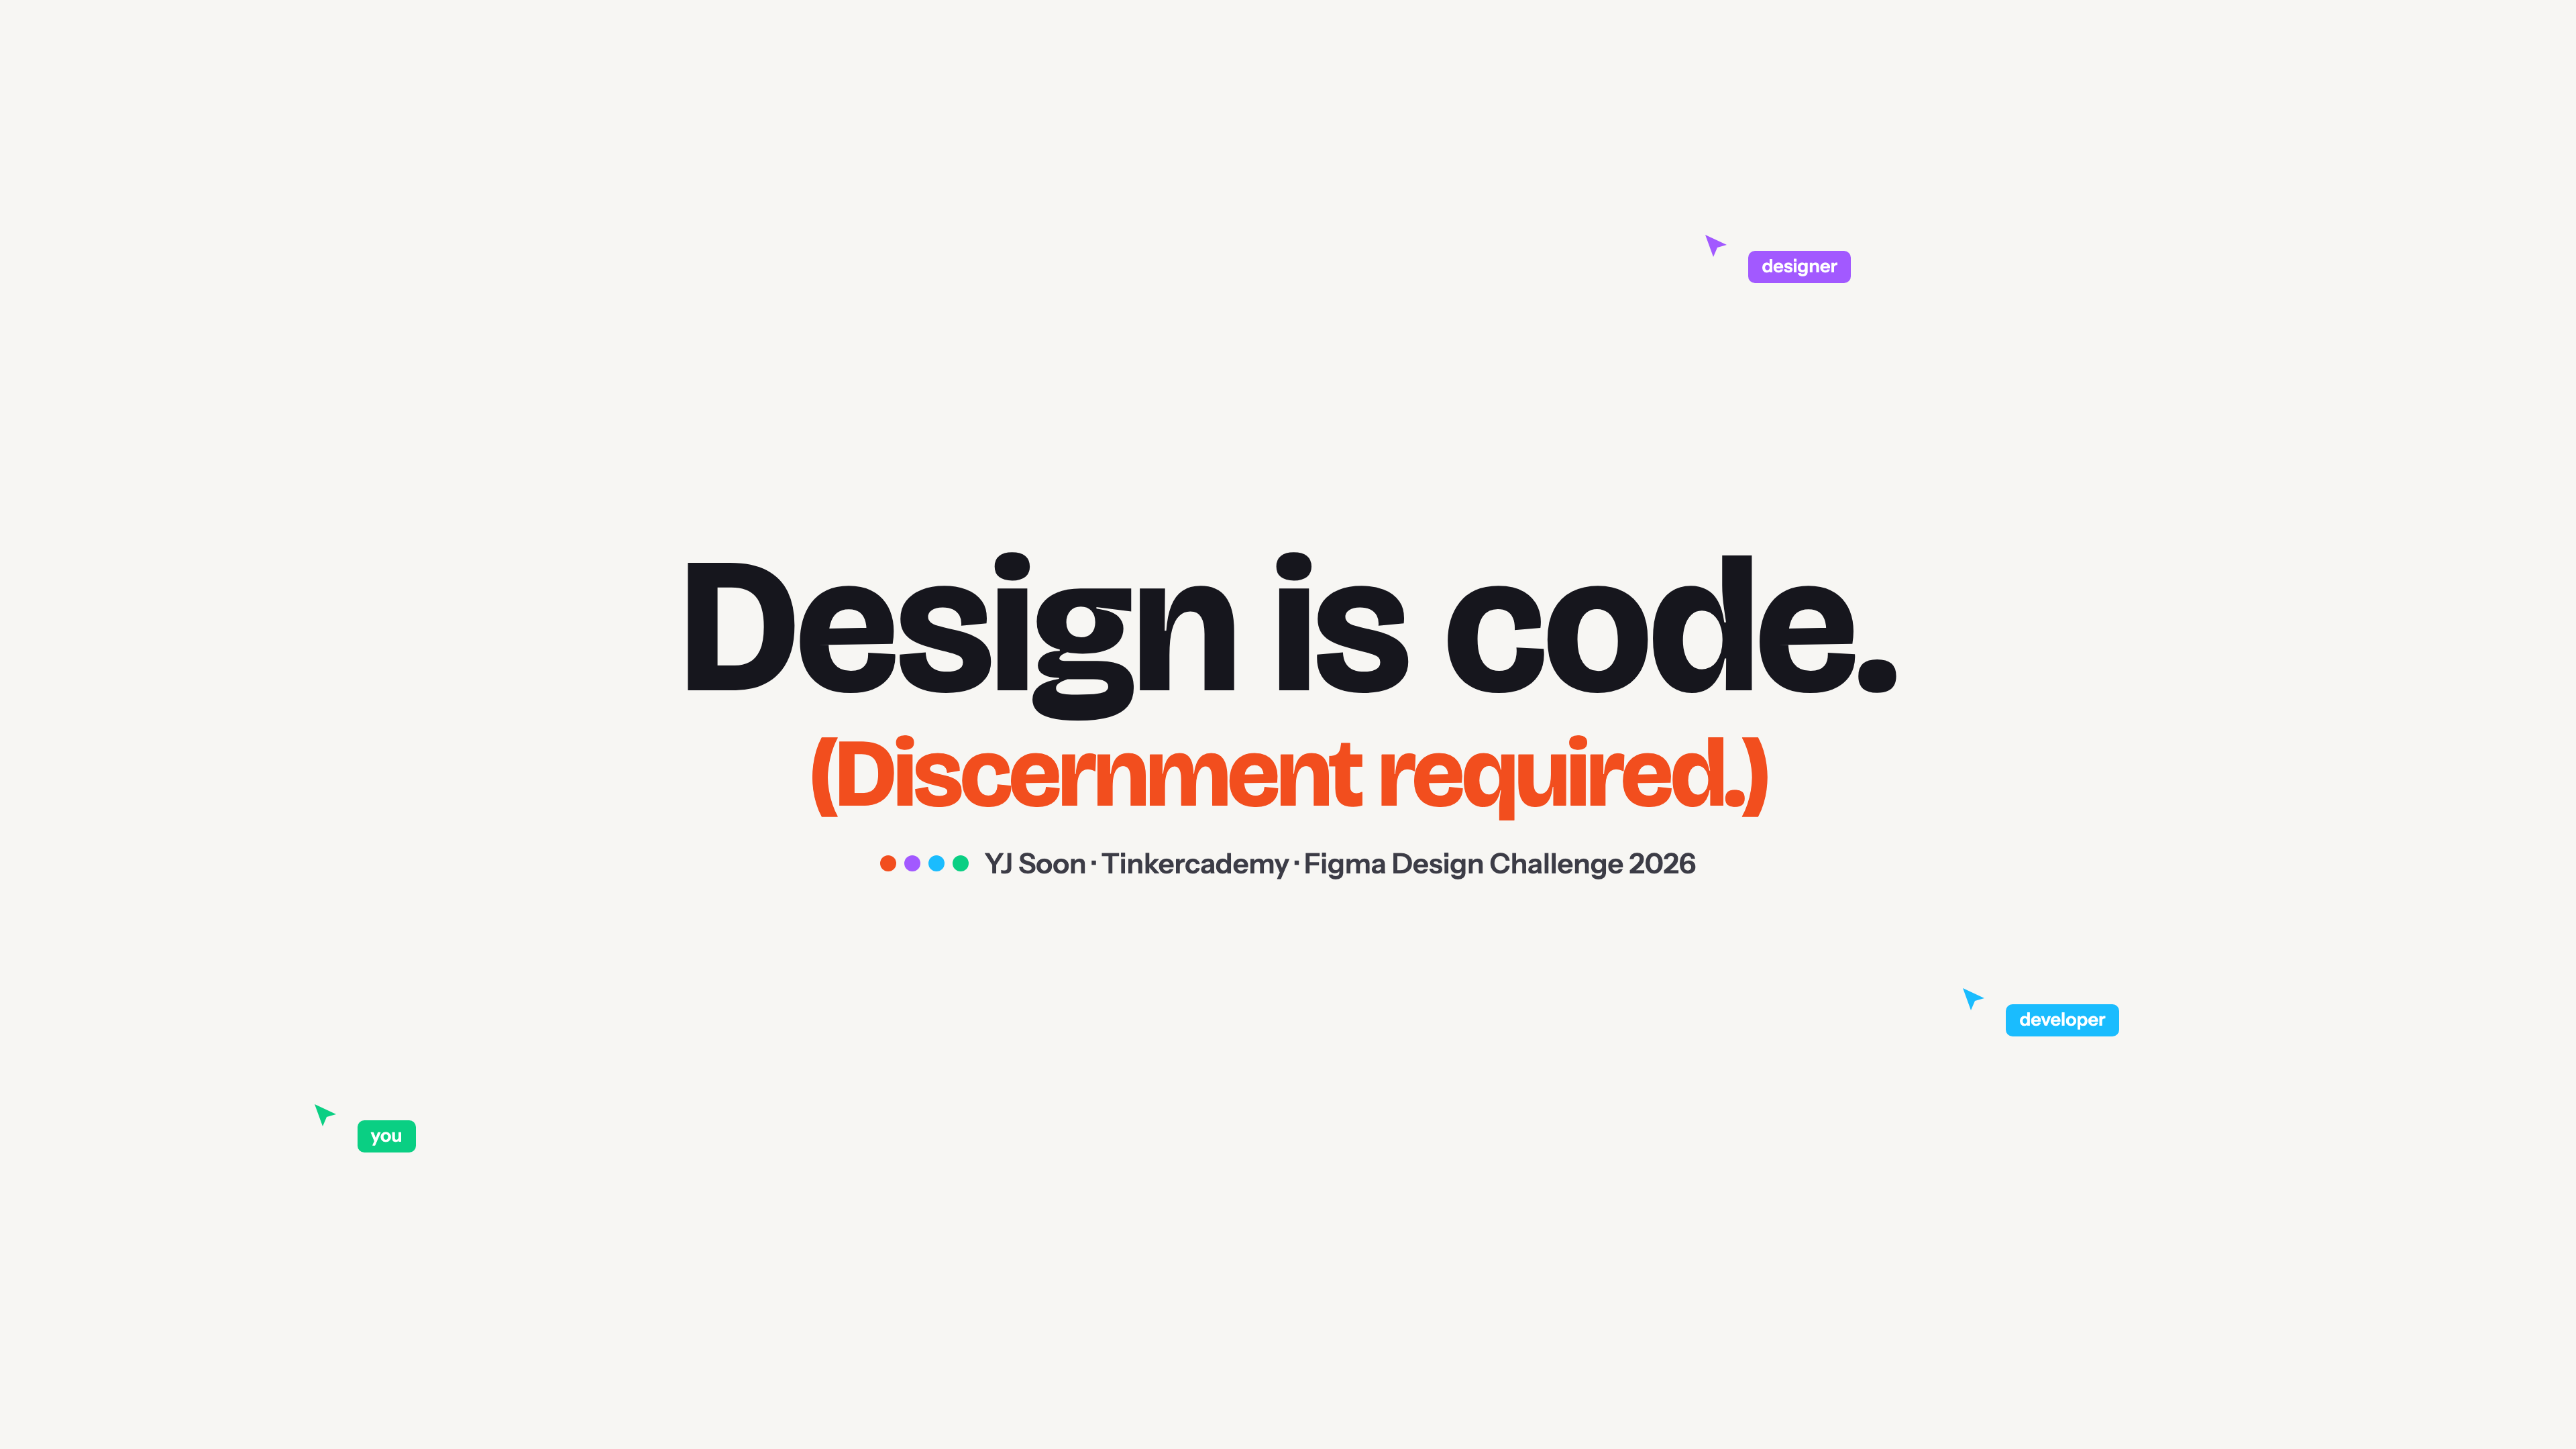 designer
Design is code.
(Discernment required.)
YJ Soon · Tinkercademy · Figma Design Challenge 2026
developer
you